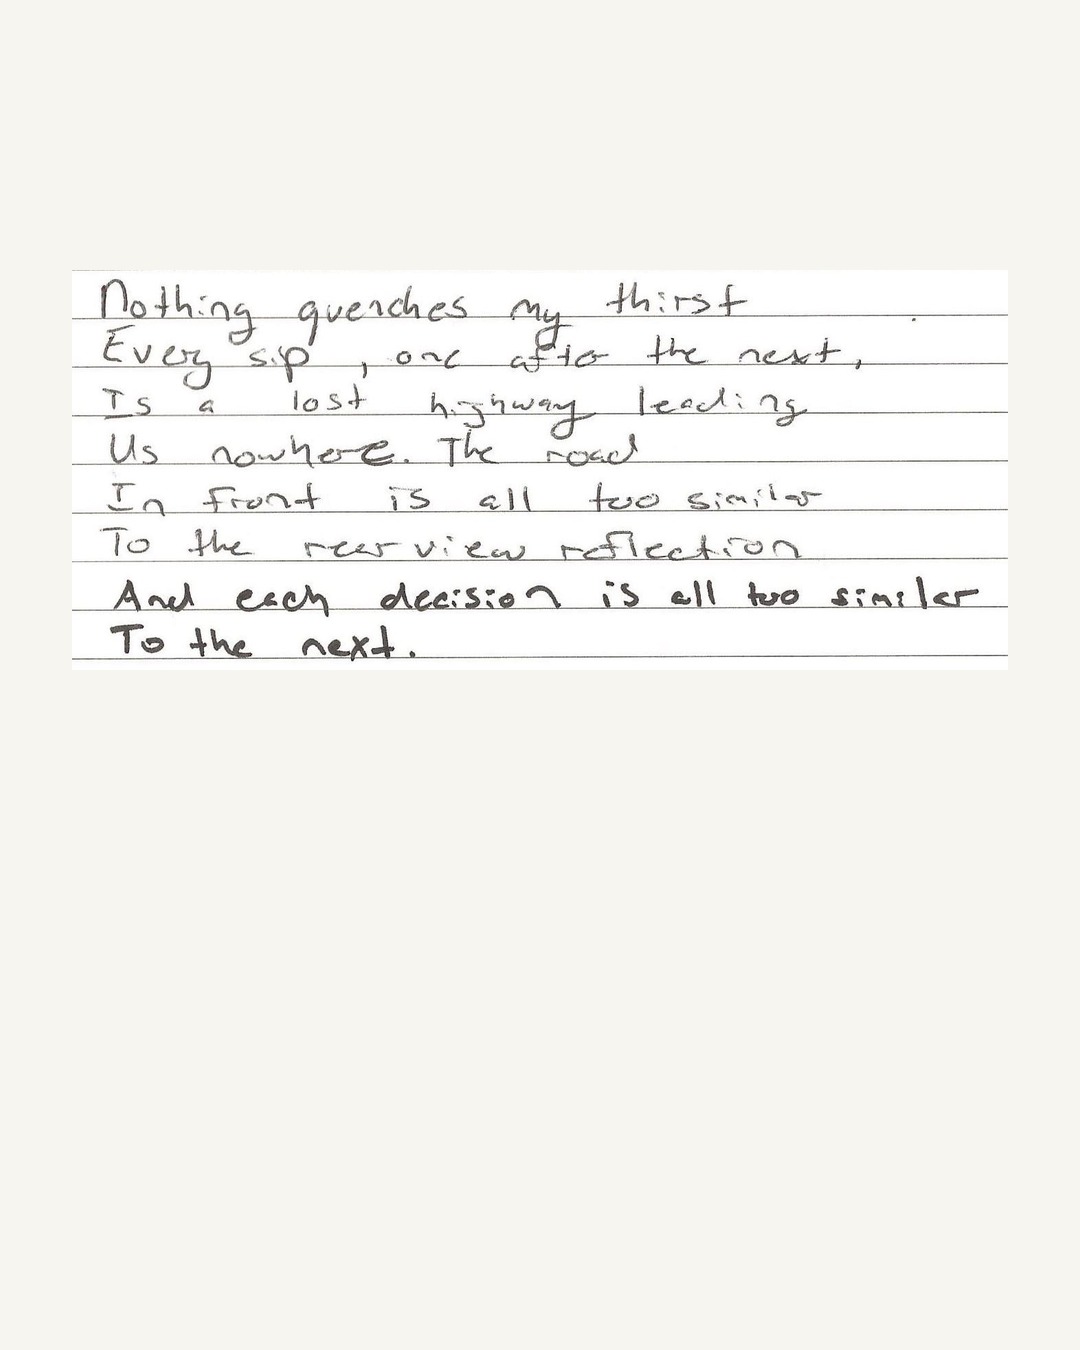 Nothing quenches my thirst
Every sip, one after the next,
Is a lost highway leading
Us nowhere. The road
In front is all too similar
To the rear view reflection
And each decision is all too similar
To the next.